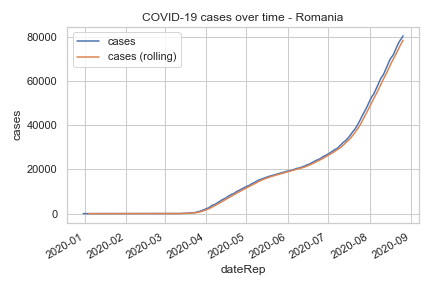 COVID-19 cases over time - Romania
cases
cases (rolling)
80000
60000
40000
20000
0
cases
2020-01
2020-02
2020-03
2020-04
2020-05
2020-06
2020-07
2020-08
2020-09
dateRep